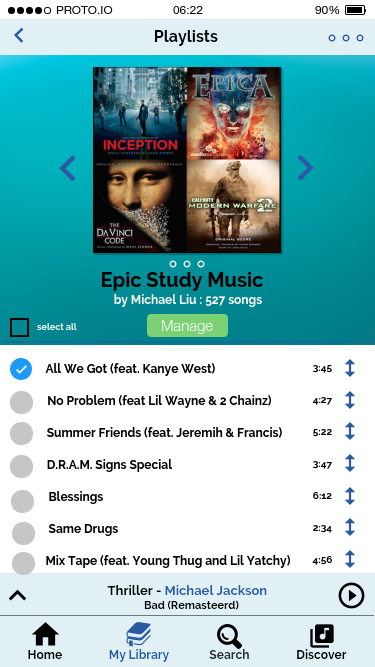 PROTO.IO 06:22 90%
Playlists
INCEPTION
EPICA
THE
DA VINCI
CODE
CALL OF DUTY
MODERN WARFARE 2
ORIGINAL SCORE
Epic Study Music
by Michael Liu : 527 songs
select all
Manage
All We Got (feat. Kanye West) 3:45
No Problem (feat Lil Wayne & 2 Chainz) 4:27
Summer Friends (feat. Jeremih & Francis) 5:22
D.R.A.M. Signs Special 3:47
Blessings 6:12
Same Drugs 2:34
Mix Tape (feat. Young Thug and Lil Yatchy) 4:56
Thriller - Michael Jackson
Bad (Remasteerd)
Home My Library Search Discover